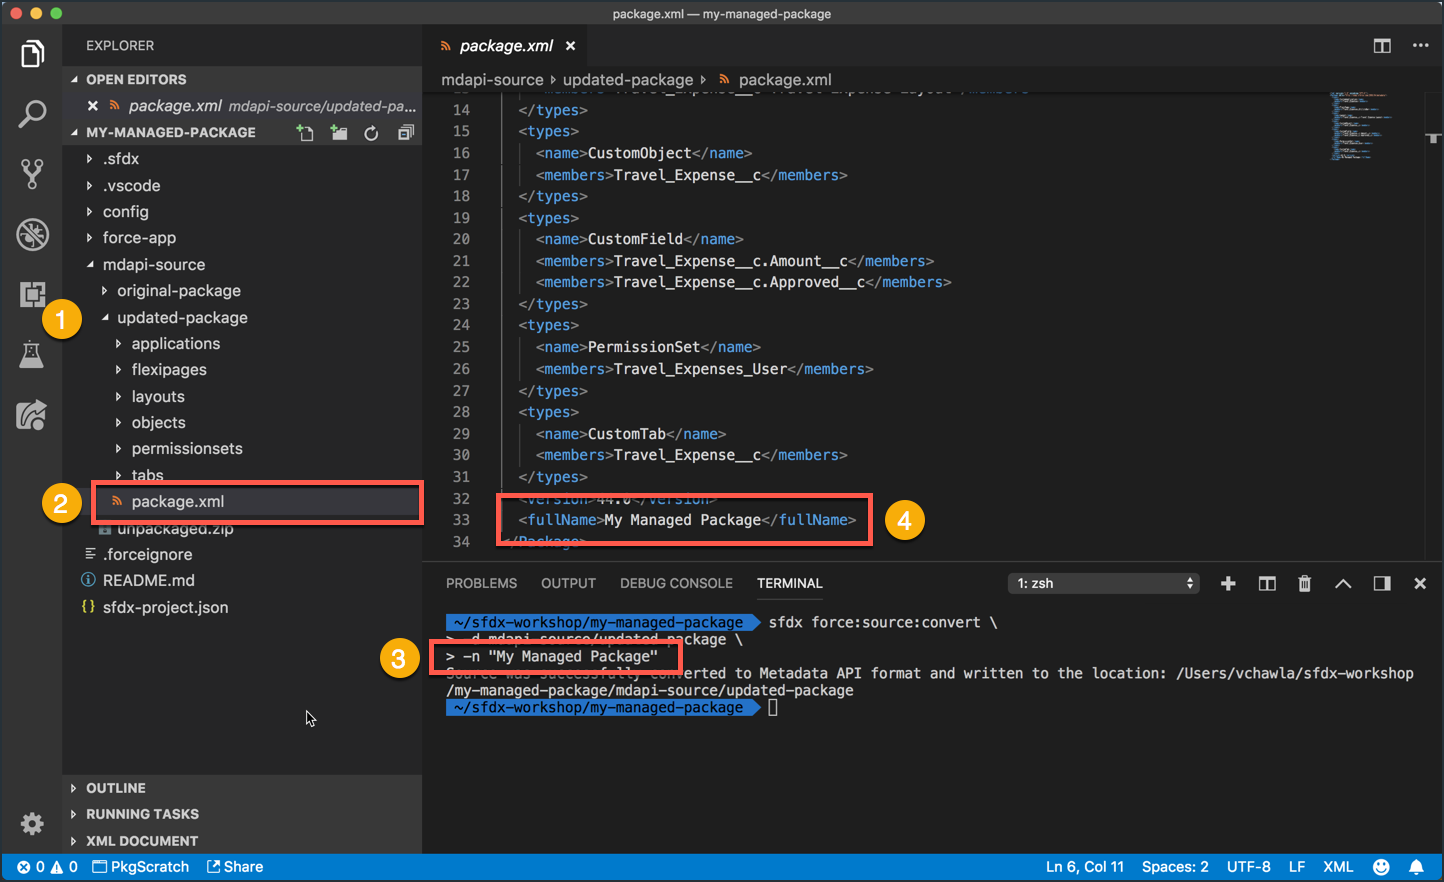 package.xml — my-managed-package
EXPLORER
OPEN EDITORS
package.xml mdapi-source/updated-pa...
MY-MANAGED-PACKAGE
.sfdx
.vscode
config
force-app
mdapi-source
original-package
updated-package
applications
flexipages
layouts
objects
permissionsets
tabs
package.xml
unpackaged.zip
.forceignore
README.md
{} sfdx-project.json
OUTLINE
RUNNING TASKS
XML DOCUMENT
1
2
3
4
package.xml
mdapi-source updated-package package.xml
14 </types>
15 <types>
16 <name>CustomObject</name>
17 <members>Travel_Expense__c</members>
18 </types>
19 <types>
20 <name>CustomField</name>
21 <members>Travel_Expense__c.Amount__c</members>
22 <members>Travel_Expense__c.Approved__c</members>
23 </types>
24 <types>
25 <name>PermissionSet</name>
26 <members>Travel_Expenses_User</members>
27 </types>
28 <types>
29 <name>CustomTab</name>
30 <members>Travel_Expense__c</members>
31 </types>
32 <version>44.0</version>
33 <fullName>My Managed Package</fullName>
34 </Package>
PROBLEMS OUTPUT DEBUG CONSOLE TERMINAL 1: zsh
~/sfdx-workshop/my-managed-package sfdx force:source:convert \
> -d mdapi-source/updated-package \
> -n "My Managed Package"
Source was successfully converted to Metadata API format and written to the location: /Users/vchawla/sfdx-workshop
/my-managed-package/mdapi-source/updated-package
~/sfdx-workshop/my-managed-package
0 0 PkgScratch Share Ln 6, Col 11 Spaces: 2 UTF-8 LF XML